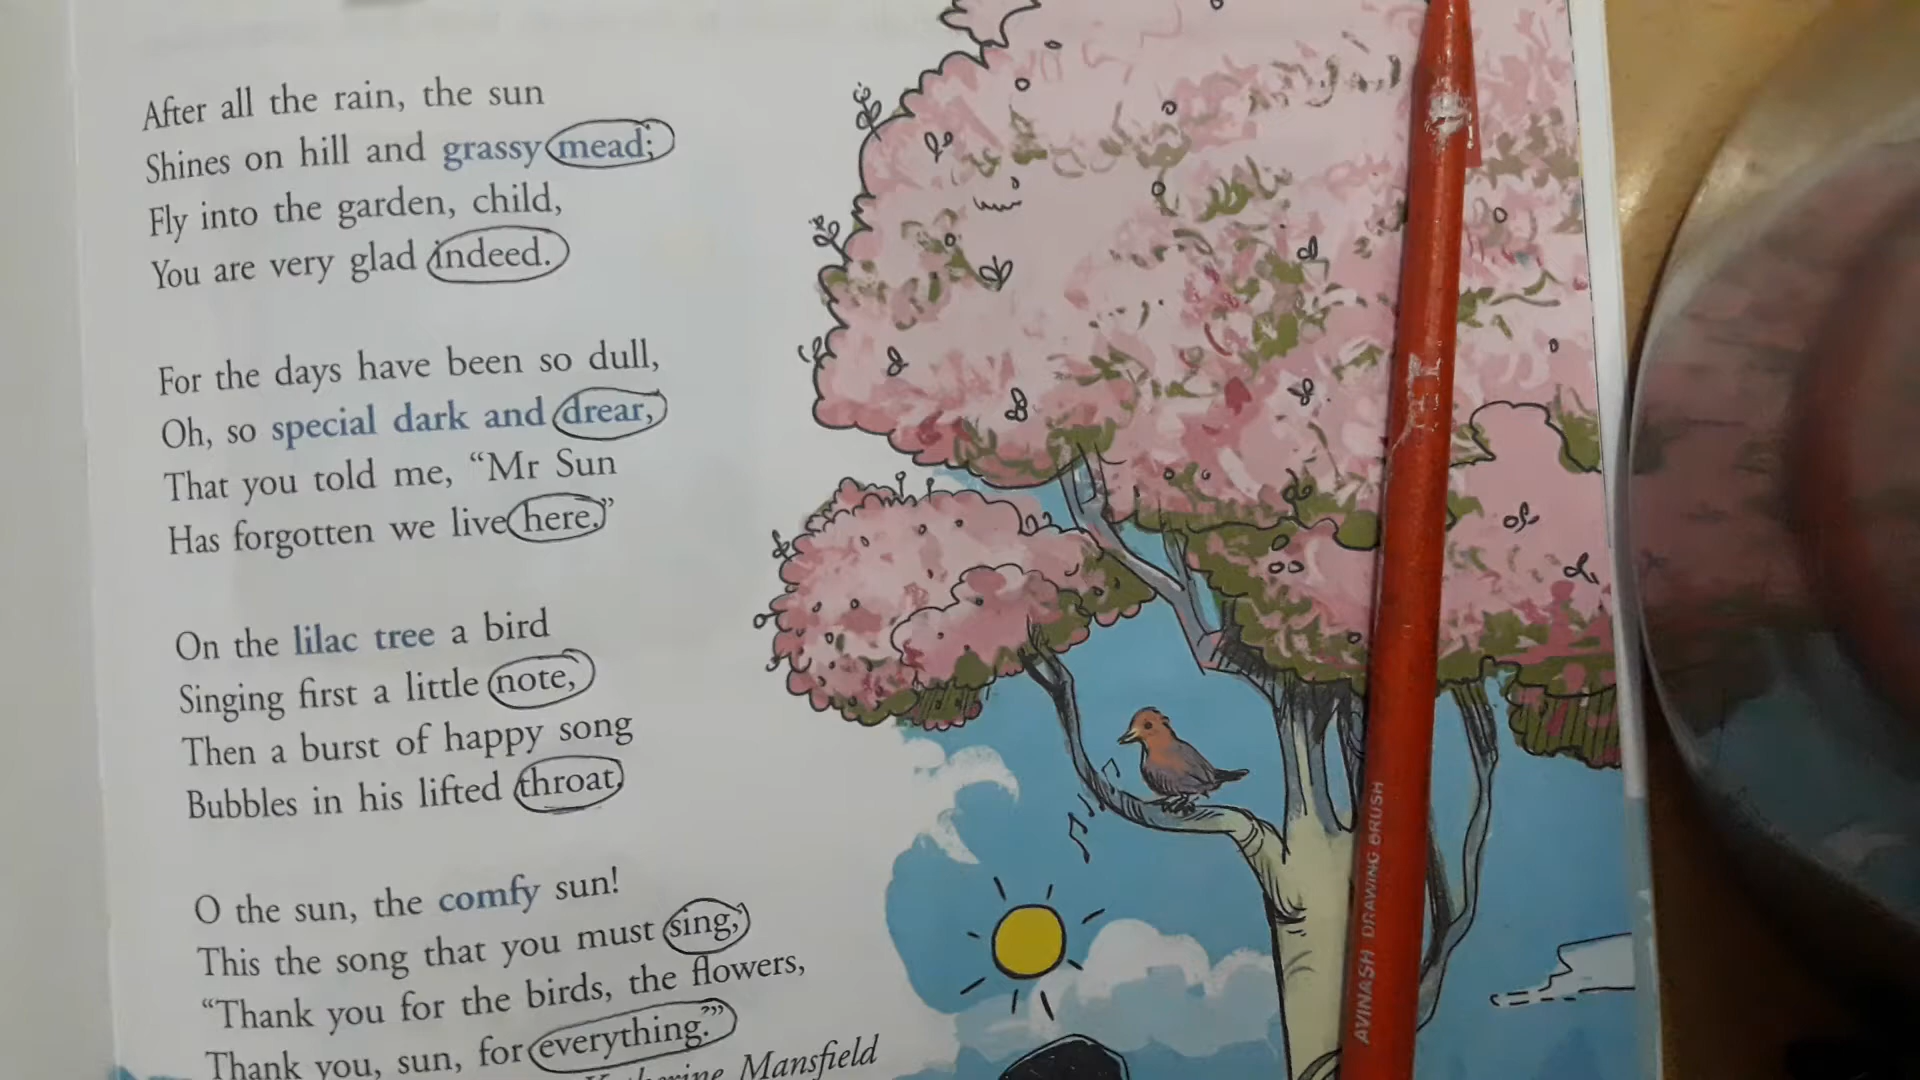 After all the rain, the sun
Shines on hill and grassy mead;
Fly into the garden, child,
You are very glad indeed.
For the days have been so dull,
Oh, so special dark and drear,
That you told me, “Mr Sun
Has forgotten we live here.”
On the lilac tree a bird
Singing first a little note,
Then a burst of happy song
Bubbles in his lifted throat,
O the sun, the comfy sun!
This the song that you must sing,
“Thank you for the birds, the flowers,
Thank you, sun, for everything.”
Mansfield
AVINASH DRAWING BRUSH